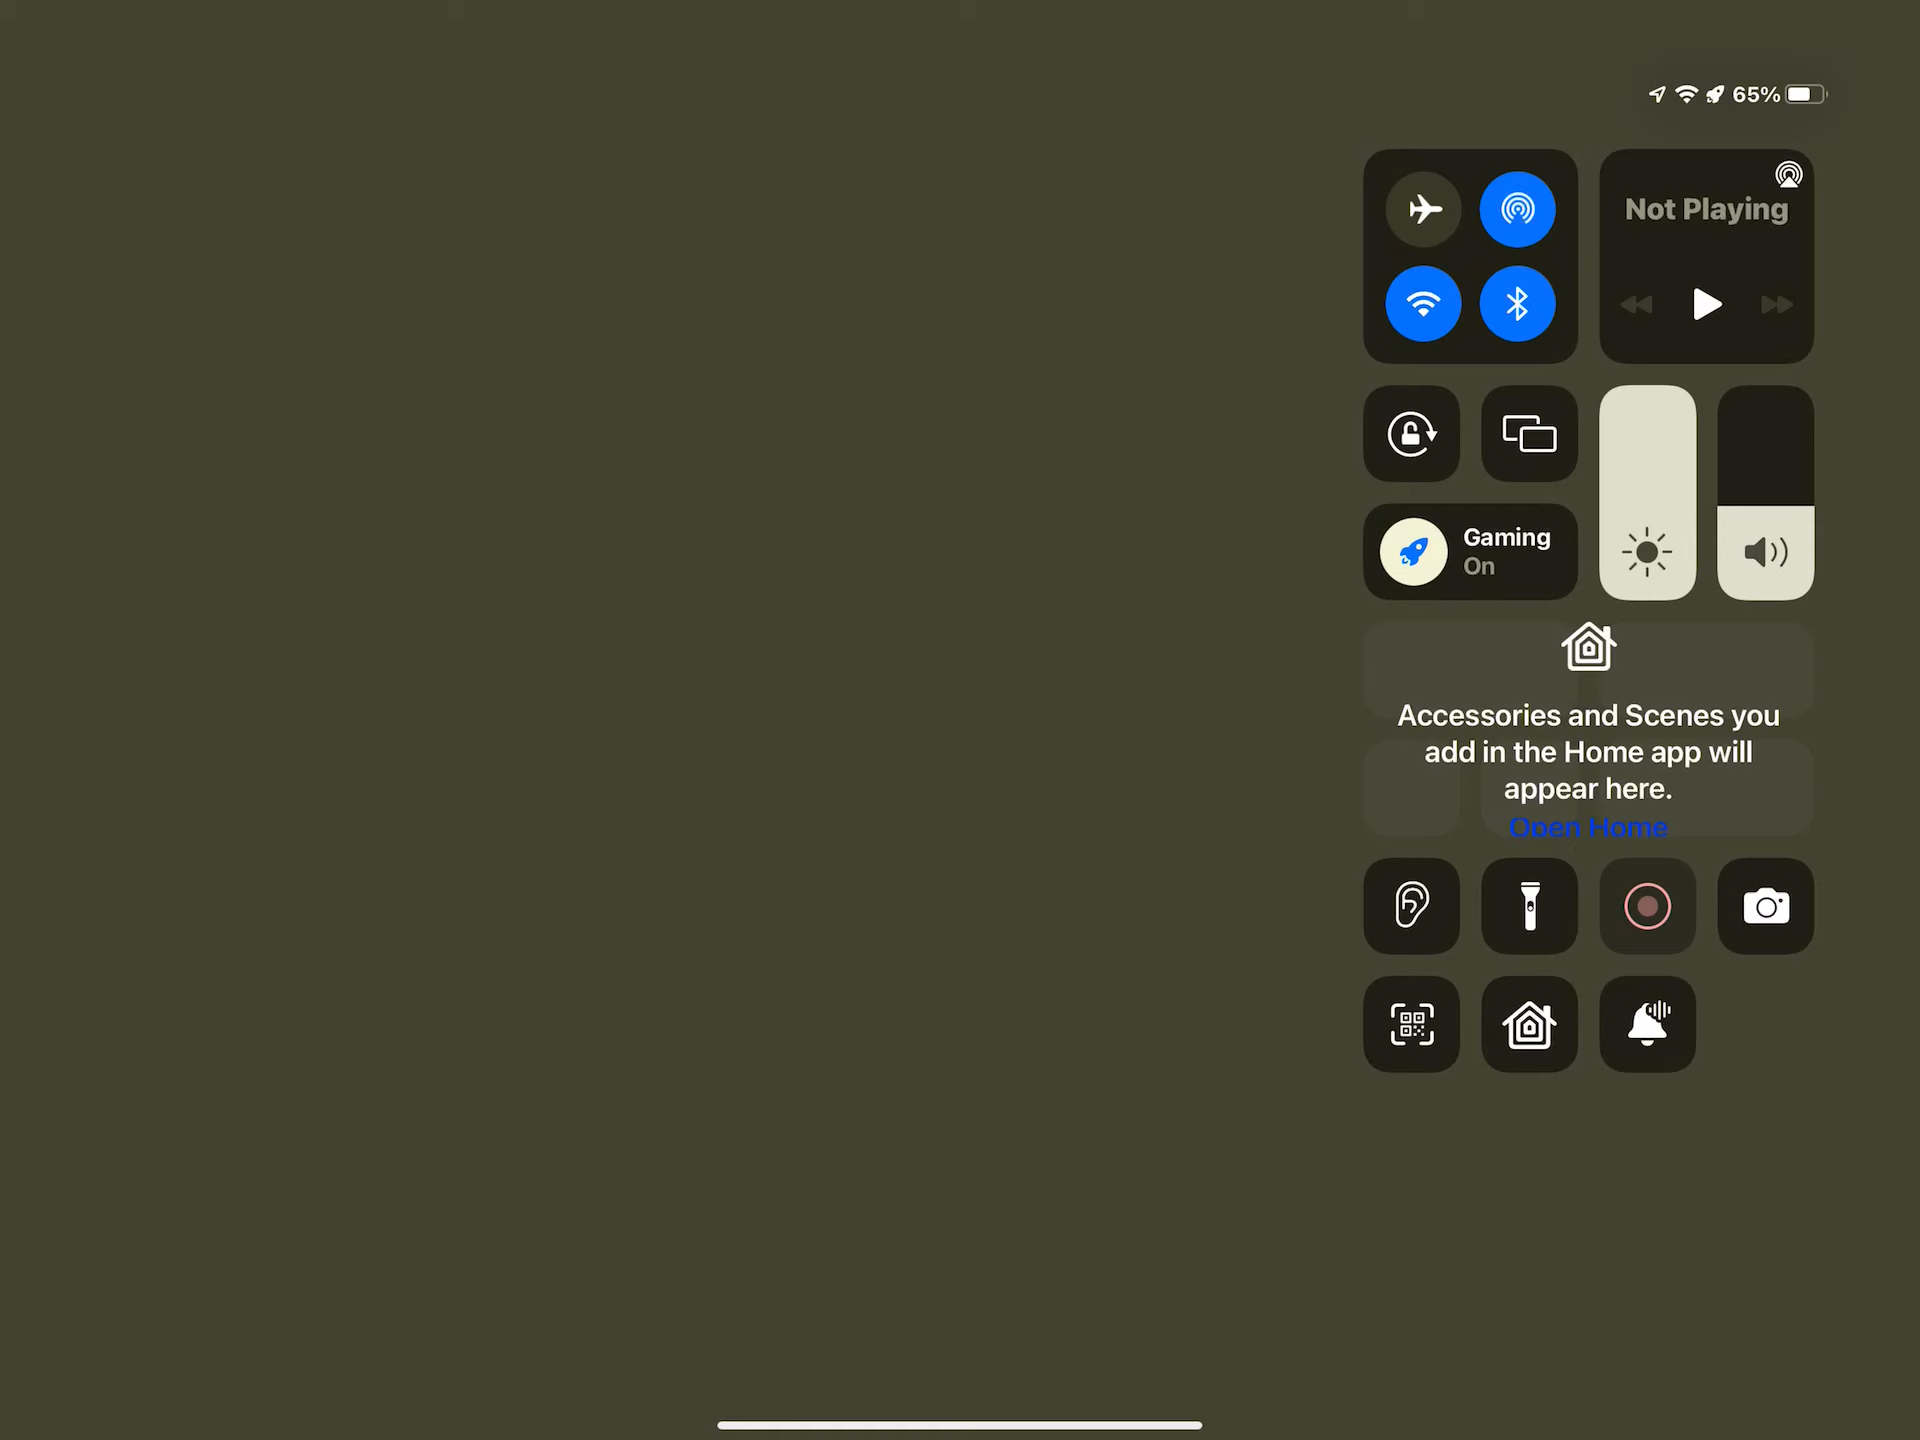 65%
Not Playing
Gaming
On
Accessories and Scenes you
add in the Home app will
appear here.
Open Home